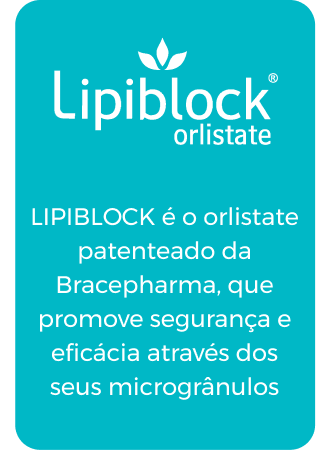 Lipiblock®
orlistate
LIPIBLOCK é o orlistate
patenteado da
Bracepharma, que
promove segurança e
eficácia através dos
seus microgrânulos